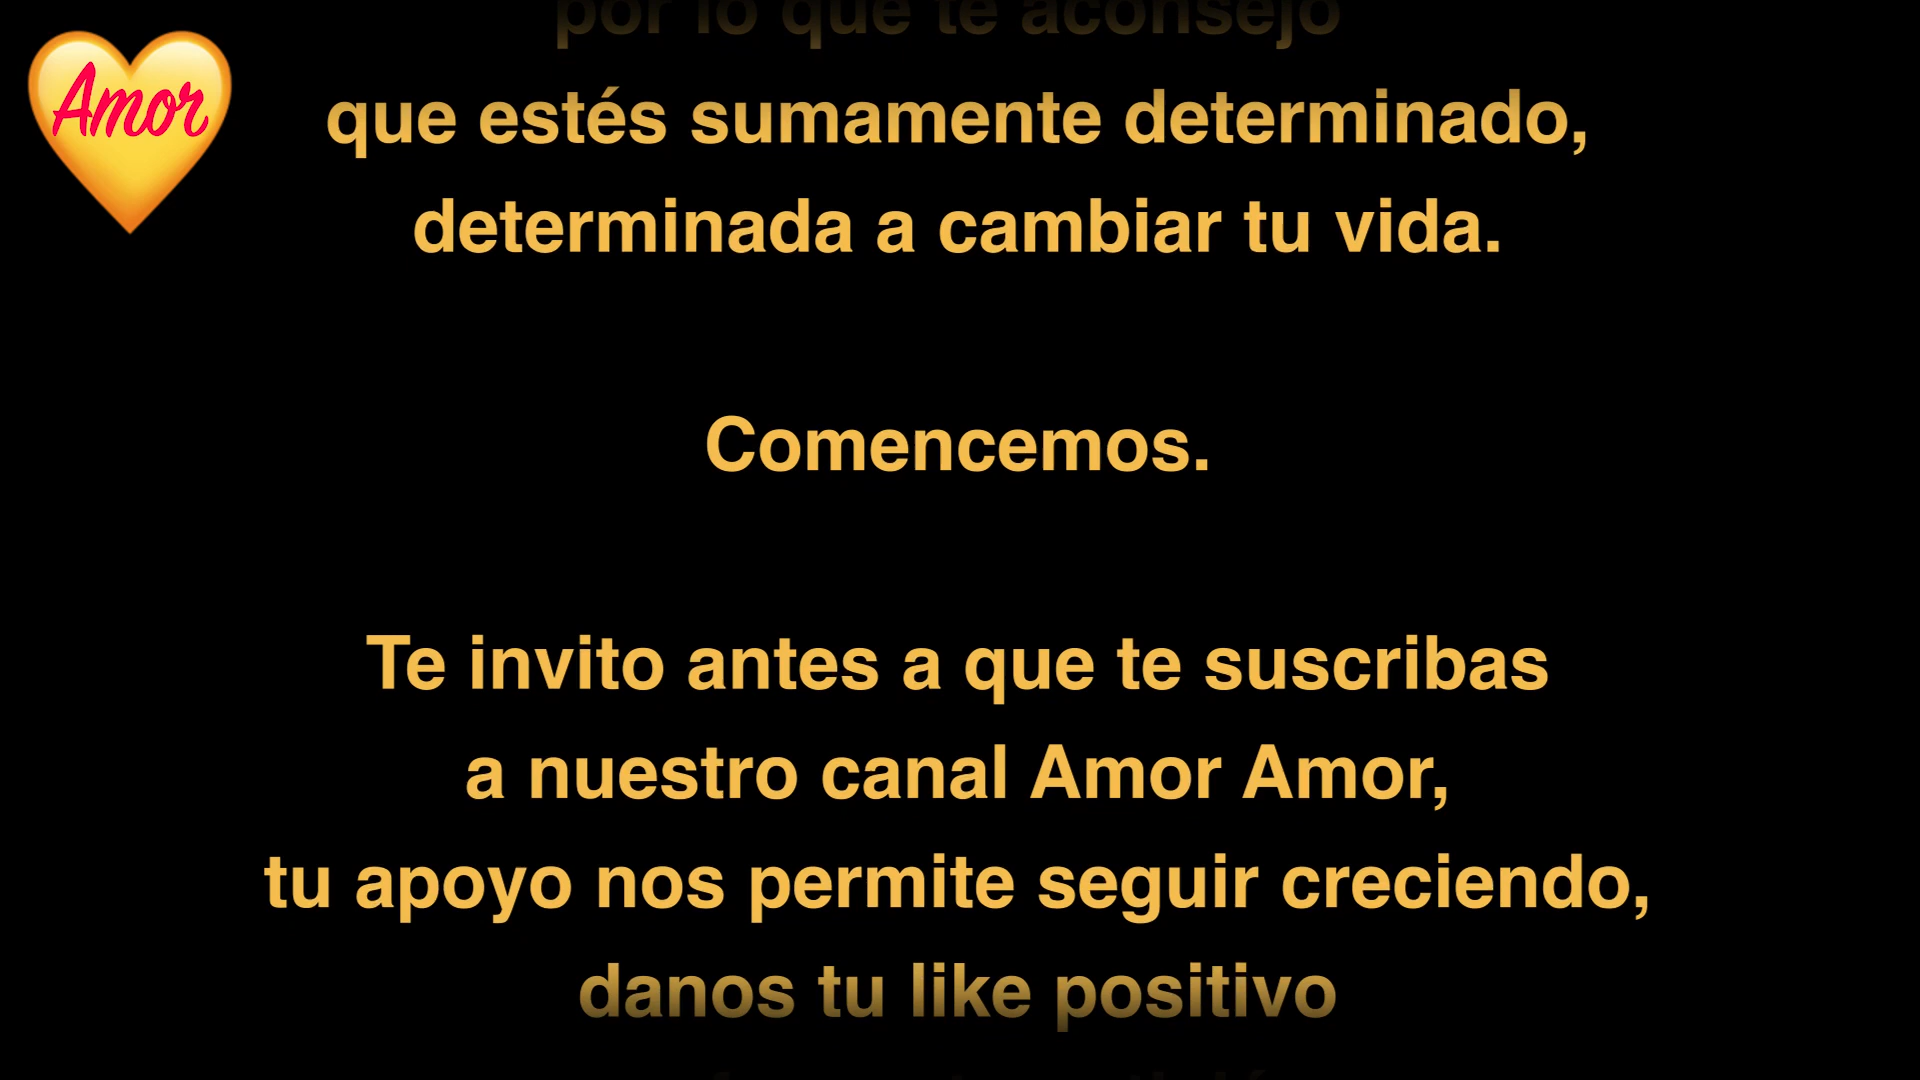 Amor
por lo que te aconsejo
que estés sumamente determinado,
determinada a cambiar tu vida.
Comencemos.
Te invito antes a que te suscribas
a nuestro canal Amor Amor,
tu apoyo nos permite seguir creciendo,
danos tu like positivo